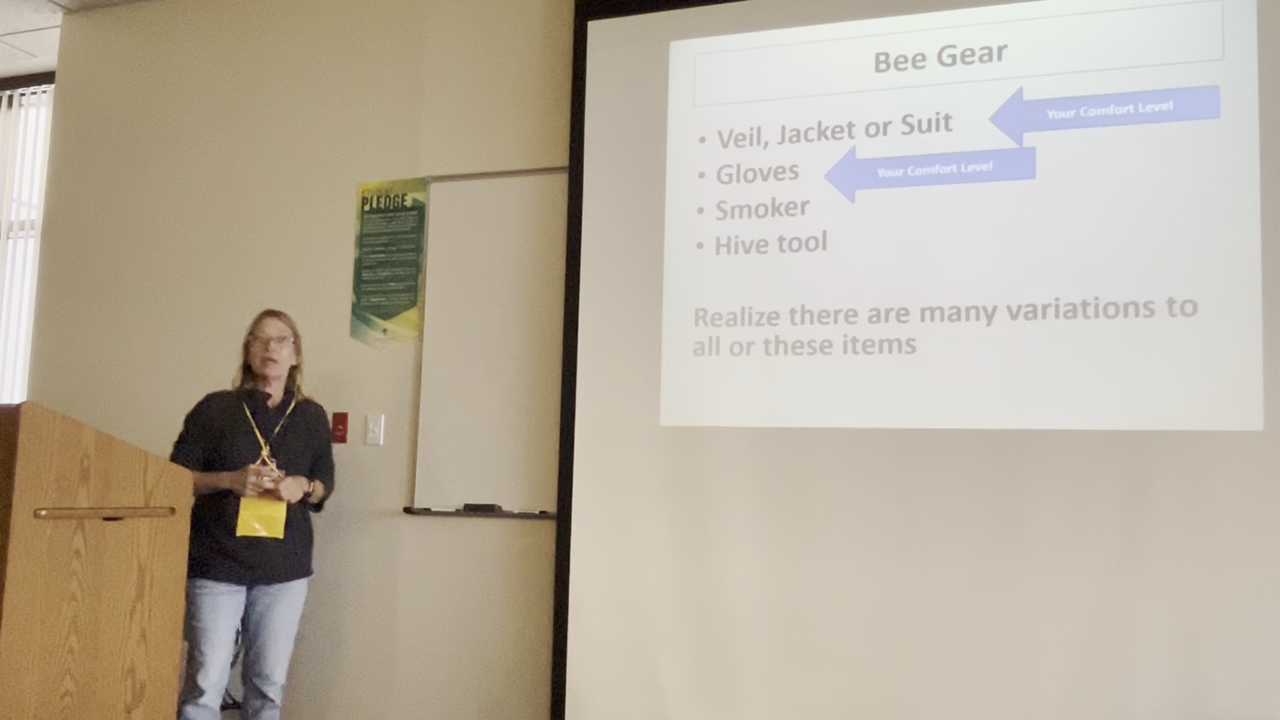 PLEDGE
Bee Gear
• Veil, Jacket or Suit
Your Comfort Level
• Gloves
Your Comfort Level
• Smoker
• Hive tool
Realize there are many variations to
all or these items